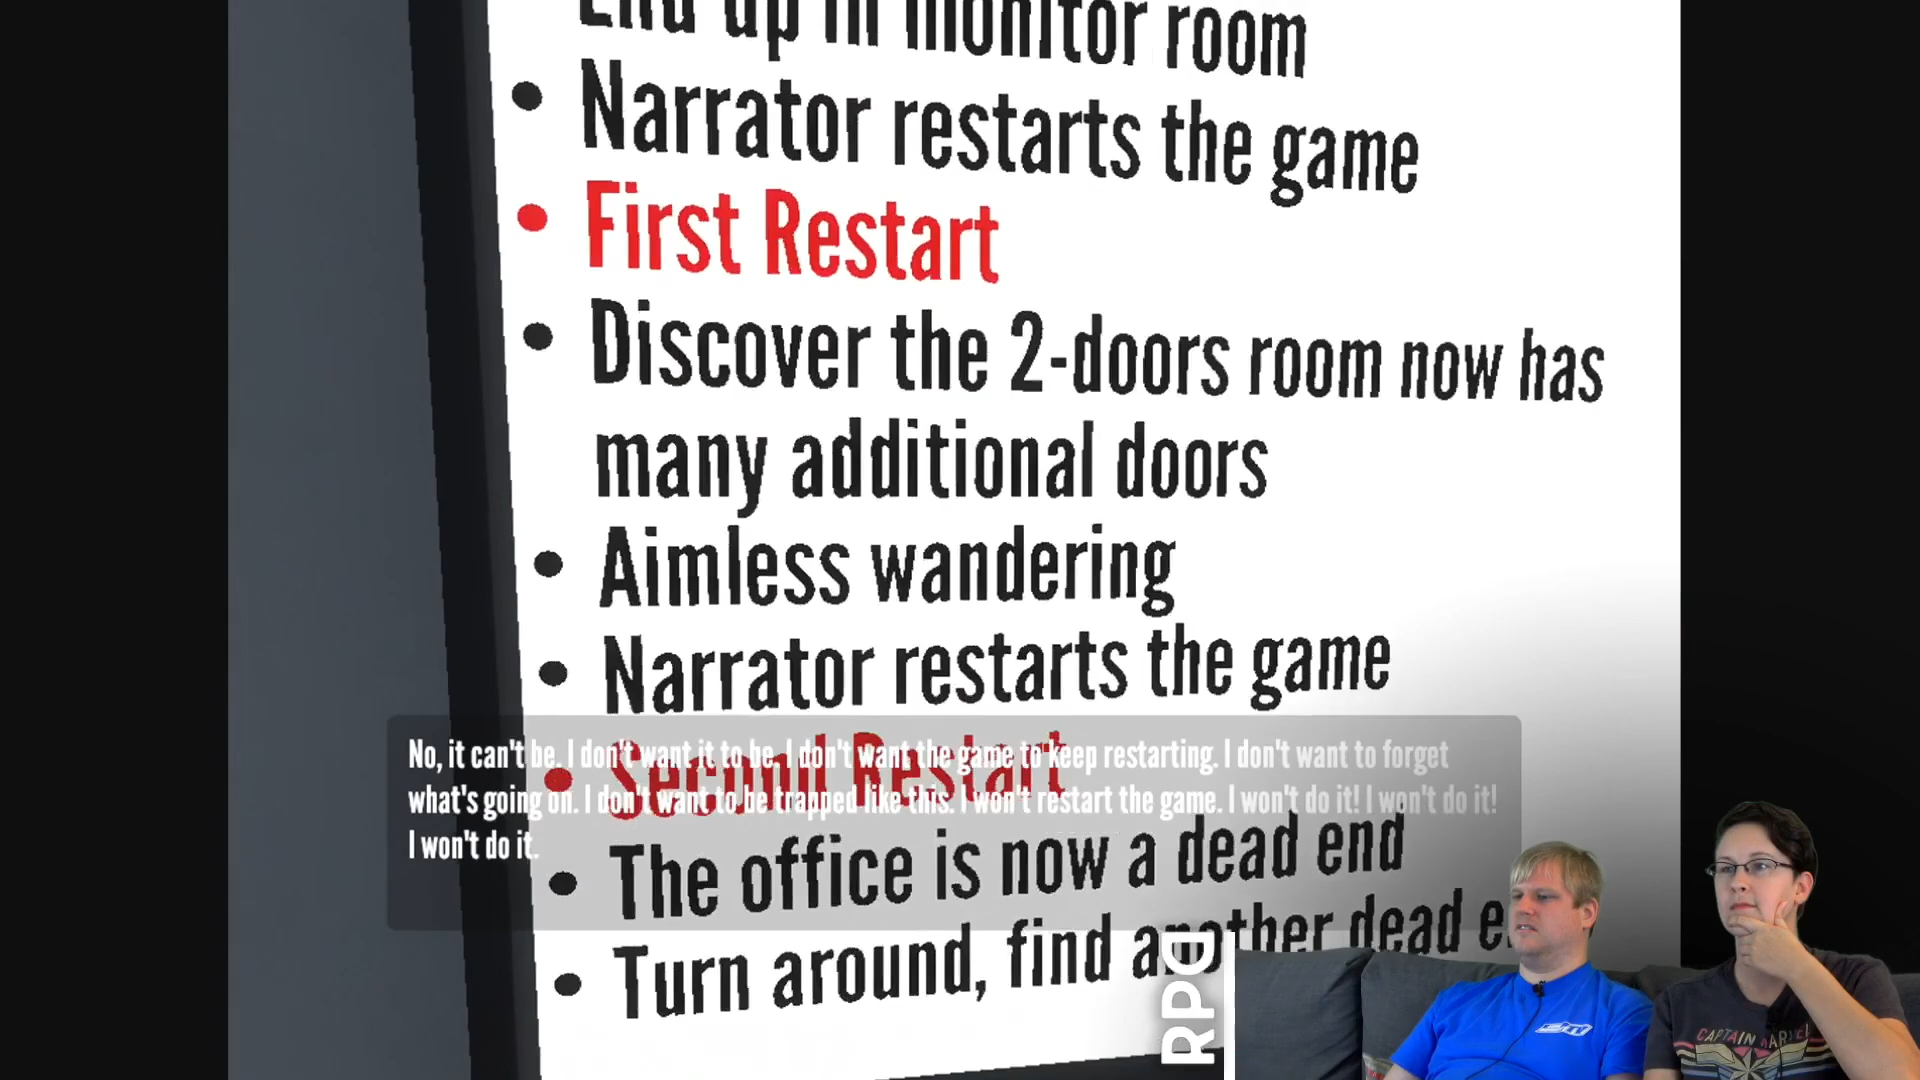 End up in monitor room
• Narrator restarts the game
• First Restart
• Discover the 2-doors room now has
many additional doors
• Aimless wandering
• Narrator restarts the game
• Second Restart
No, it can't be. I don't want it to be. I don't want the game to keep restarting. I don't want to forget
what's going on. I don't want to be trapped like this. I won't restart the game. I won't do it! I won't do it!
I won't do it.
• The office is now a dead end
• Turn around, find another dead e
RPD
STV
CAPTAIN MARVEL